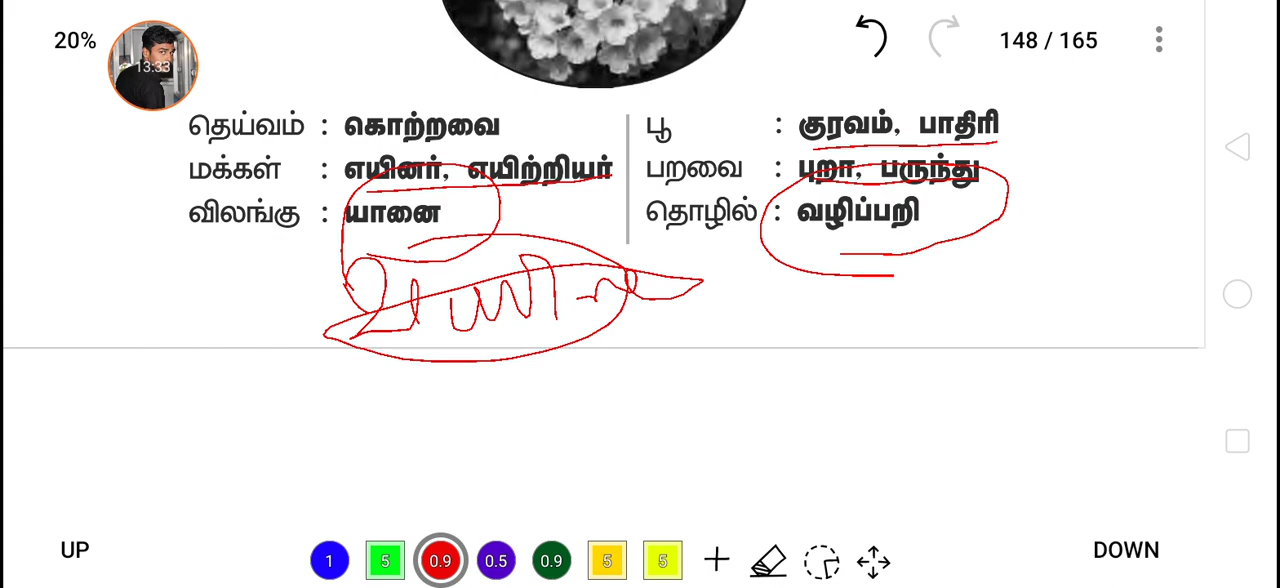 20%
13:33
148 / 165
தெய்வம் : கொற்றவை
மக்கள் : எயினர், எயிற்றியர்
விலங்கு : யானை
பூ : குரவம், பாதிரி
பறவை : புறா, பருந்து
தொழில் : வழிப்பறி
UP
1 5 0.9 0.5 0.9 5 5
DOWN